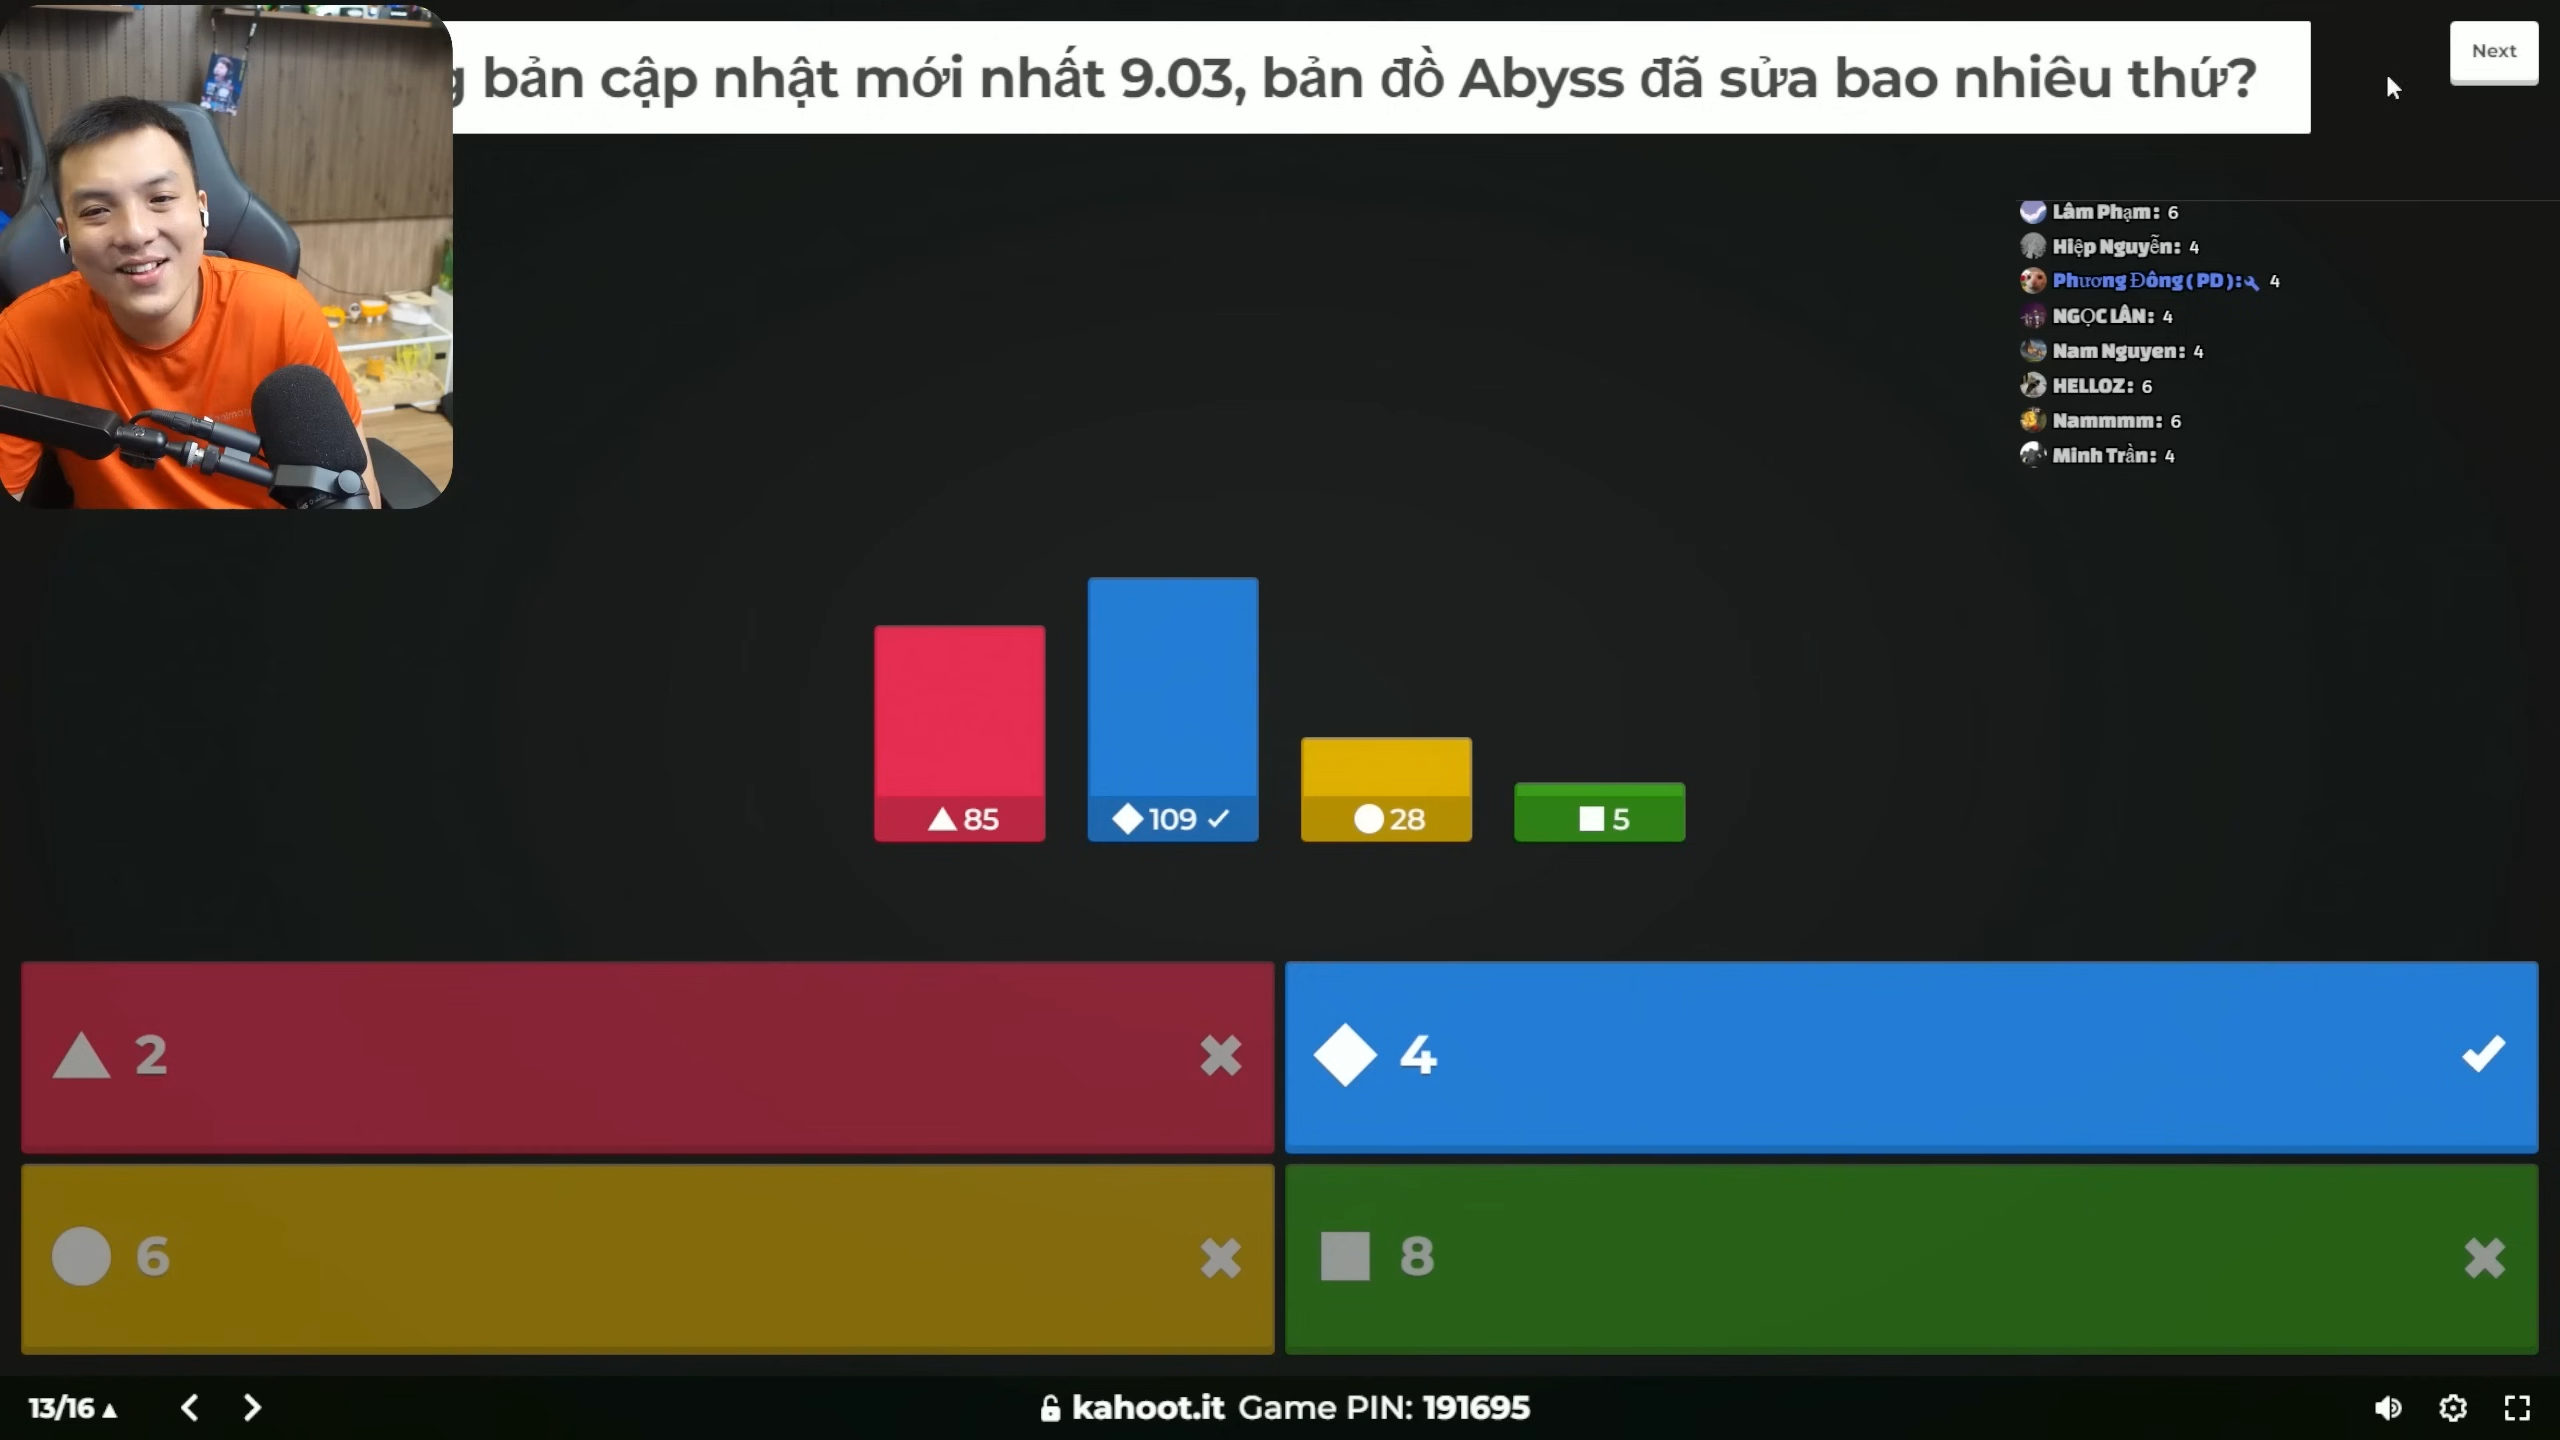 bản cập nhật mới nhất 9.03, bản đồ Abyss đã sửa bao nhiêu thứ?
Next
Lâm Phạm: 6
Hiệp Nguyễn: 4
Phương Đông ( PD ): 4
NGỌC LÂN: 4
Nam Nguyen: 4
HELLOZ: 6
Nammmm: 6
Minh Trần: 4
85
109
28
5
2
4
6
8
13/16
kahoot.it Game PIN: 191695